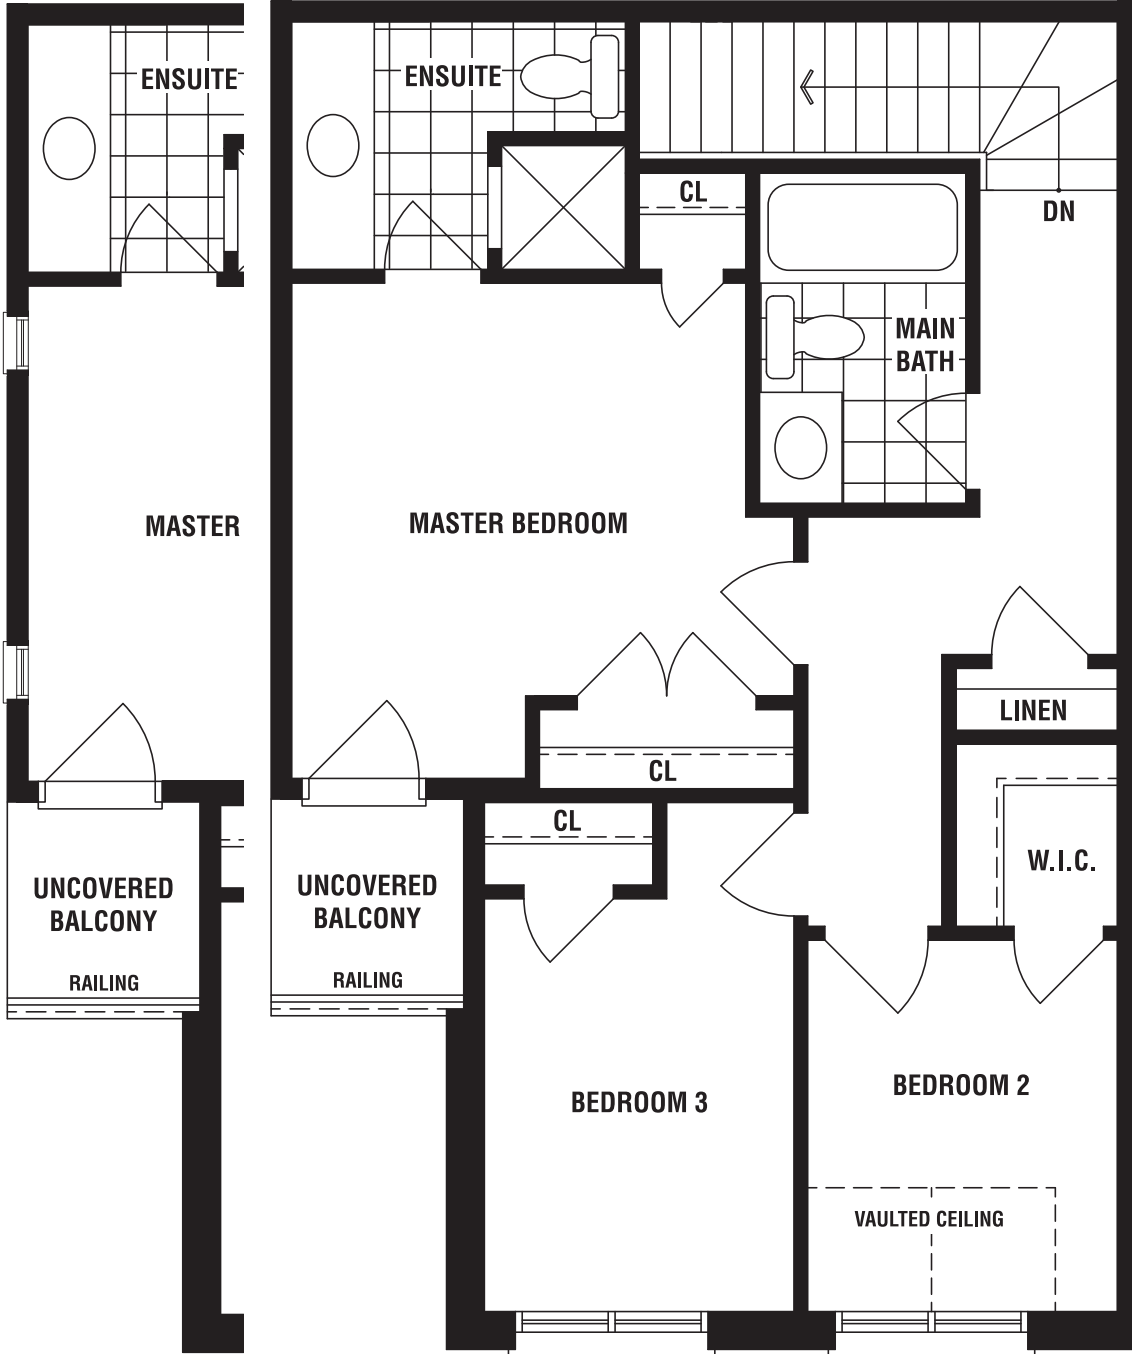 ENSUITE
MASTER
UNCOVERED
BALCONY
RAILING
ENSUITE
CL
DN
MAIN
BATH
MASTER BEDROOM
LINEN
CL
CL
W.I.C.
UNCOVERED
BALCONY
RAILING
BEDROOM 3
BEDROOM 2
VAULTED CEILING